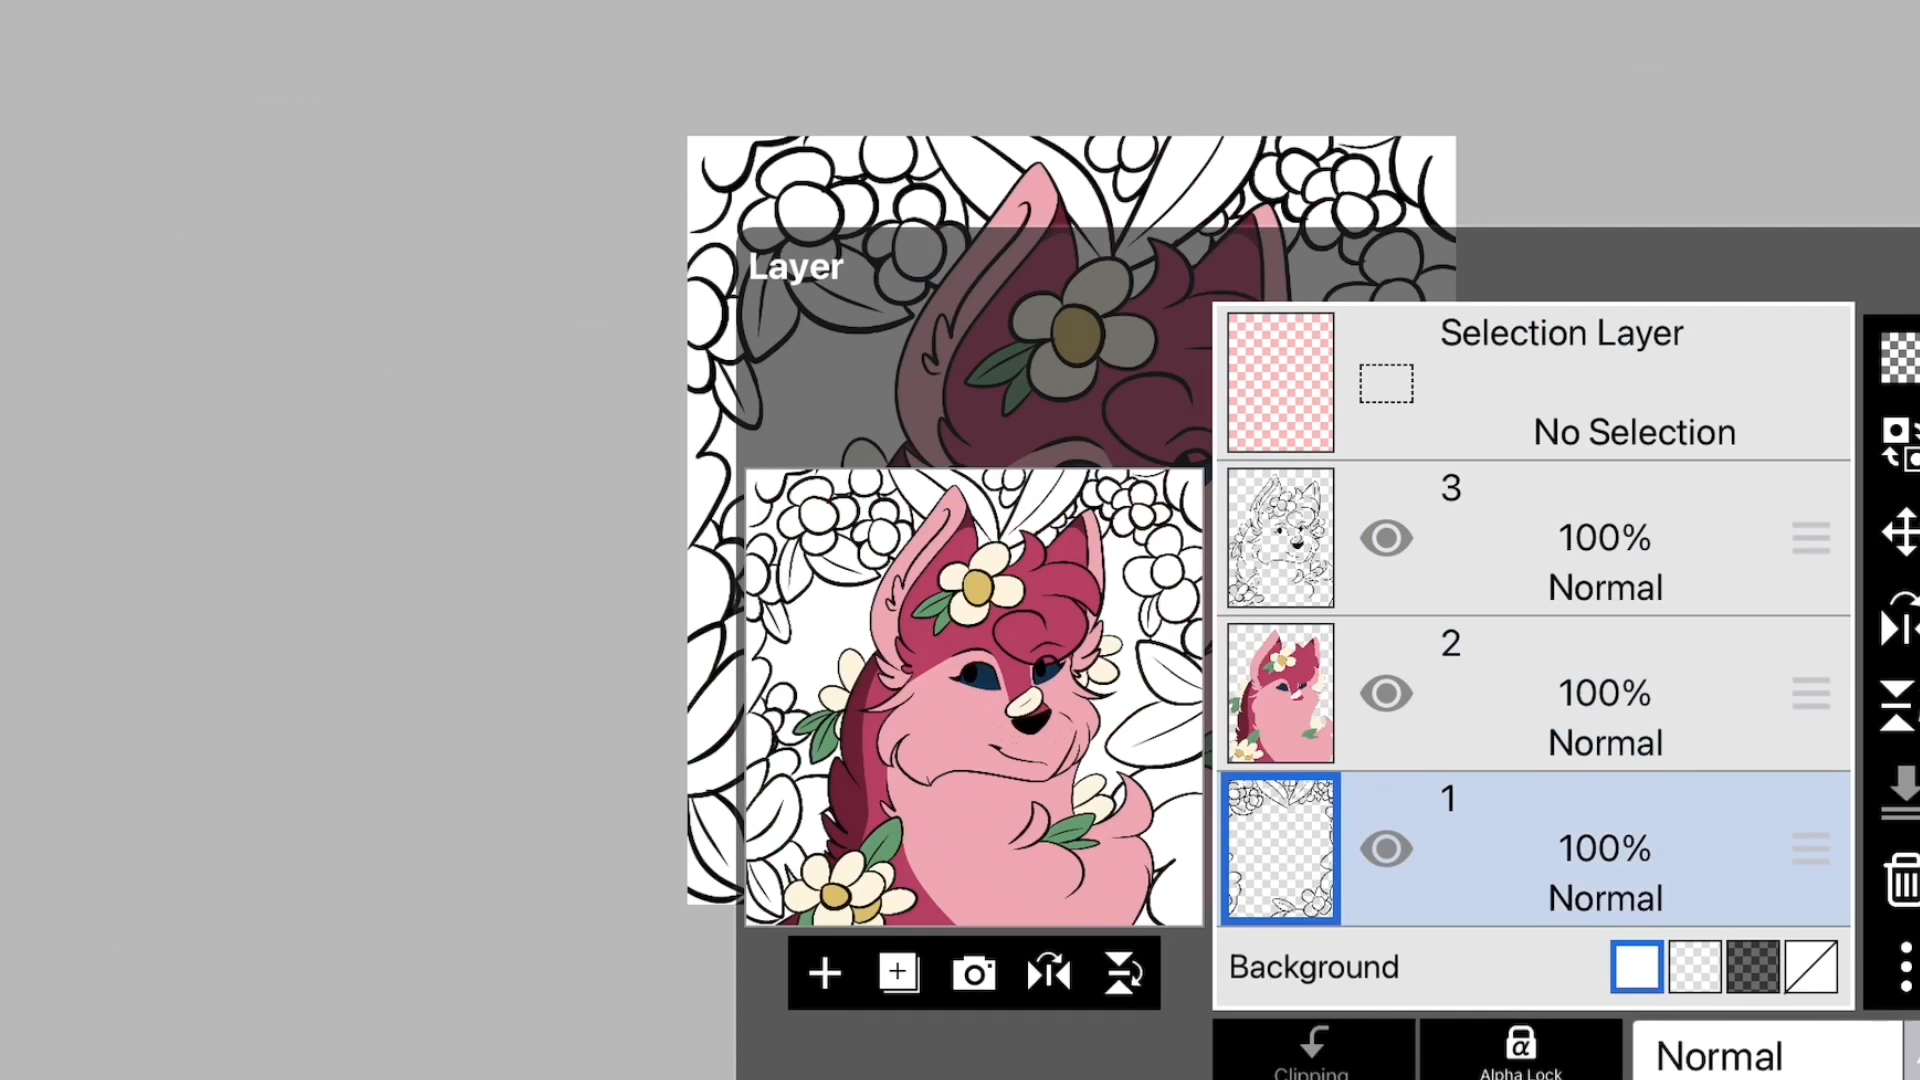 Layer
Selection Layer
No Selection
3
100%
Normal
2
100%
Normal
1
100%
Normal
Background
Clipping
Alpha Lock
Normal